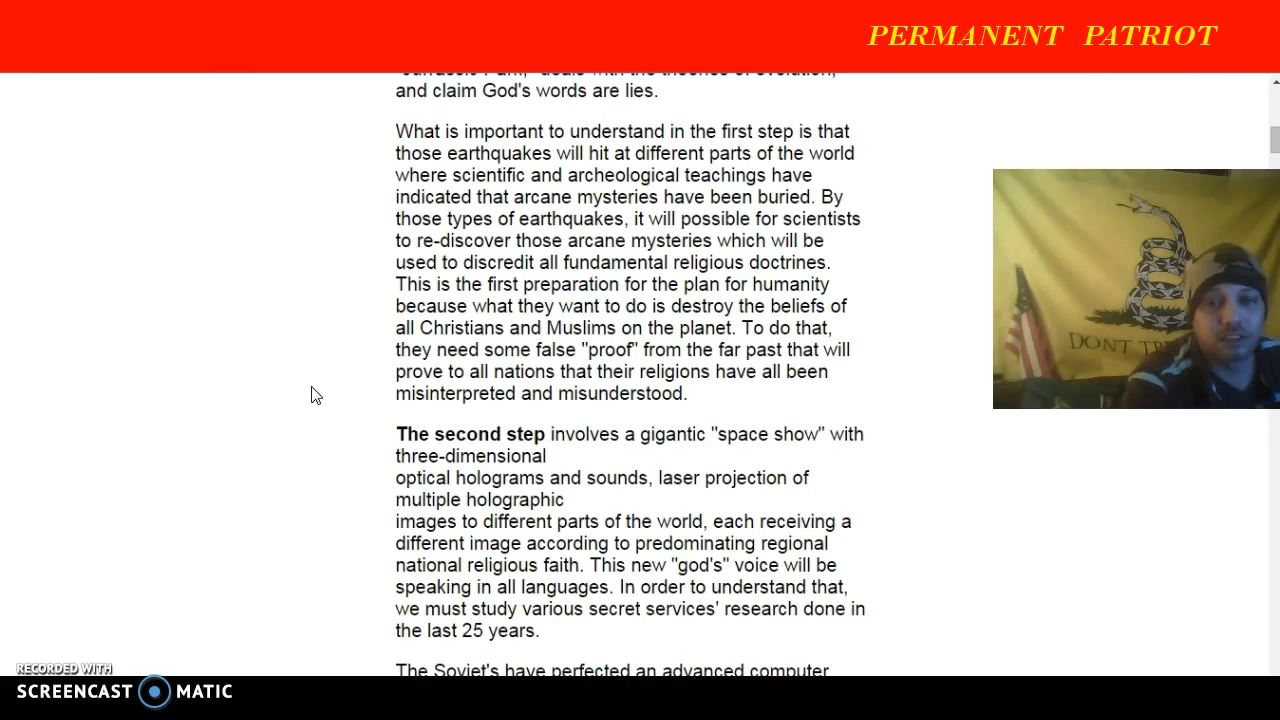 PERMANENT PATRIOT
"Jurrassic Park," deals with the theories of evolution,
and claim God's words are lies.
What is important to understand in the first step is that
those earthquakes will hit at different parts of the world
where scientific and archeological teachings have
indicated that arcane mysteries have been buried. By
those types of earthquakes, it will possible for scientists
to re-discover those arcane mysteries which will be
used to discredit all fundamental religious doctrines.
This is the first preparation for the plan for humanity
because what they want to do is destroy the beliefs of
all Christians and Muslims on the planet. To do that,
they need some false "proof" from the far past that will
prove to all nations that their religions have all been
misinterpreted and misunderstood.
The second step involves a gigantic "space show" with
three-dimensional
optical holograms and sounds, laser projection of
multiple holographic
images to different parts of the world, each receiving a
different image according to predominating regional
national religious faith. This new "god's" voice will be
speaking in all languages. In order to understand that,
we must study various secret services' research done in
the last 25 years.
The Soviet's have perfected an advanced computer
DONT TR
RECORDED WITH
SCREENCAST MATIC